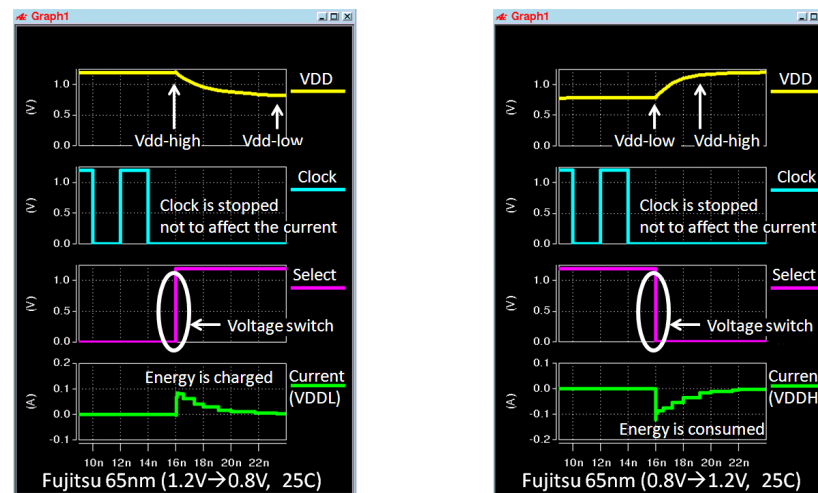 Graph1
VDD
1.0
(V)
0.5
0.0
Vdd-high
Vdd-low
Clock
1.0
(V)
0.5
0.0
Clock is stopped
not to affect the current
Select
1.0
(V)
0.5
0.0
Voltage switch
0.2
0.1
(A)
0.0
-0.1
Energy is charged
Current
(VDDL)
10n 12n 14n 16n 18n 20n 22n
Fujitsu 65nm (1.2V→0.8V, 25C)
Graph1
VDD
1.0
(V)
0.5
0.0
Vdd-low
Vdd-high
Clock
1.0
(V)
0.5
0.0
Clock is stopped
not to affect the current
Select
1.0
(V)
0.5
0.0
Voltage switch
0.1
0.0
(A)
-0.1
-0.2
Current
(VDDH
Energy is consumed
10n 12n 14n 16n 18n 20n 22n
Fujitsu 65nm (0.8V→1.2V, 25C)